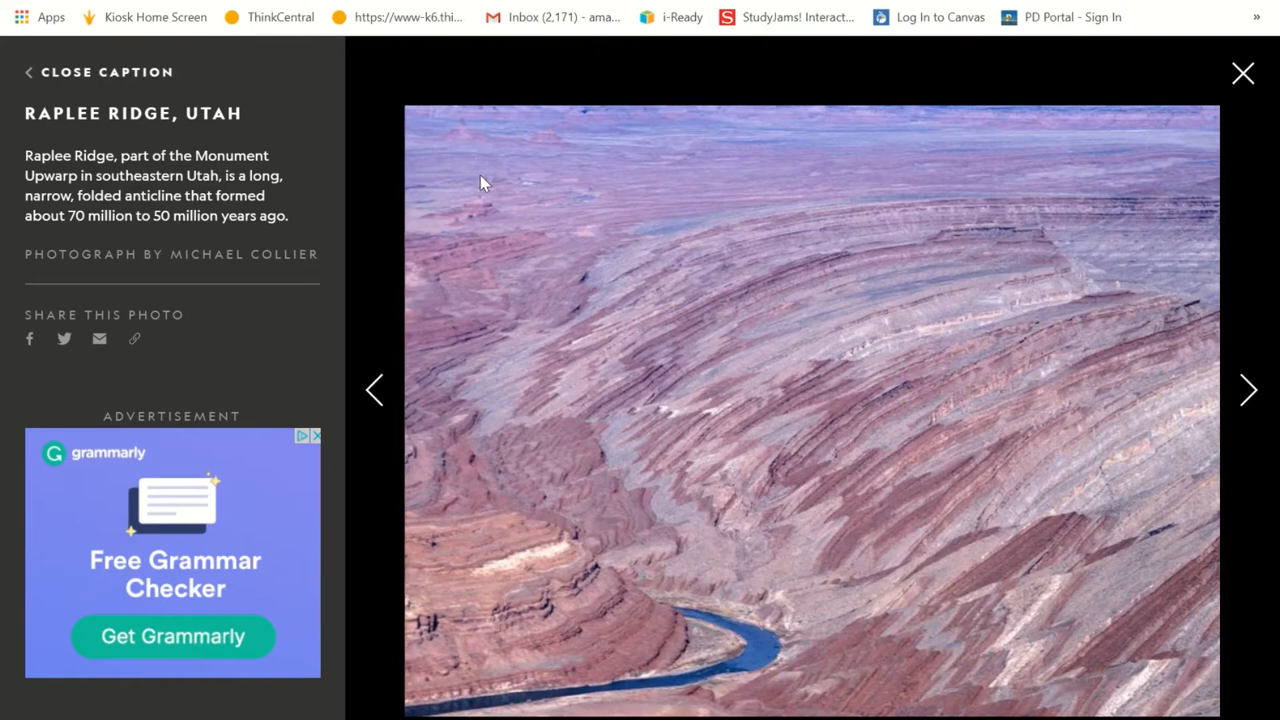 Apps Kiosk Home Screen ThinkCentral https://www-k6.thi... Inbox (2,171) - ama... i-Ready StudyJams! Interact... Log In to Canvas PD Portal - Sign In »
CLOSE CAPTION
RAPLEE RIDGE, UTAH
Raplee Ridge, part of the Monument
Upwarp in southeastern Utah, is a long,
narrow, folded anticline that formed
about 70 million to 50 million years ago.
PHOTOGRAPH BY MICHAEL COLLIER
SHARE THIS PHOTO
ADVERTISEMENT
grammarly
Free Grammar
Checker
Get Grammarly